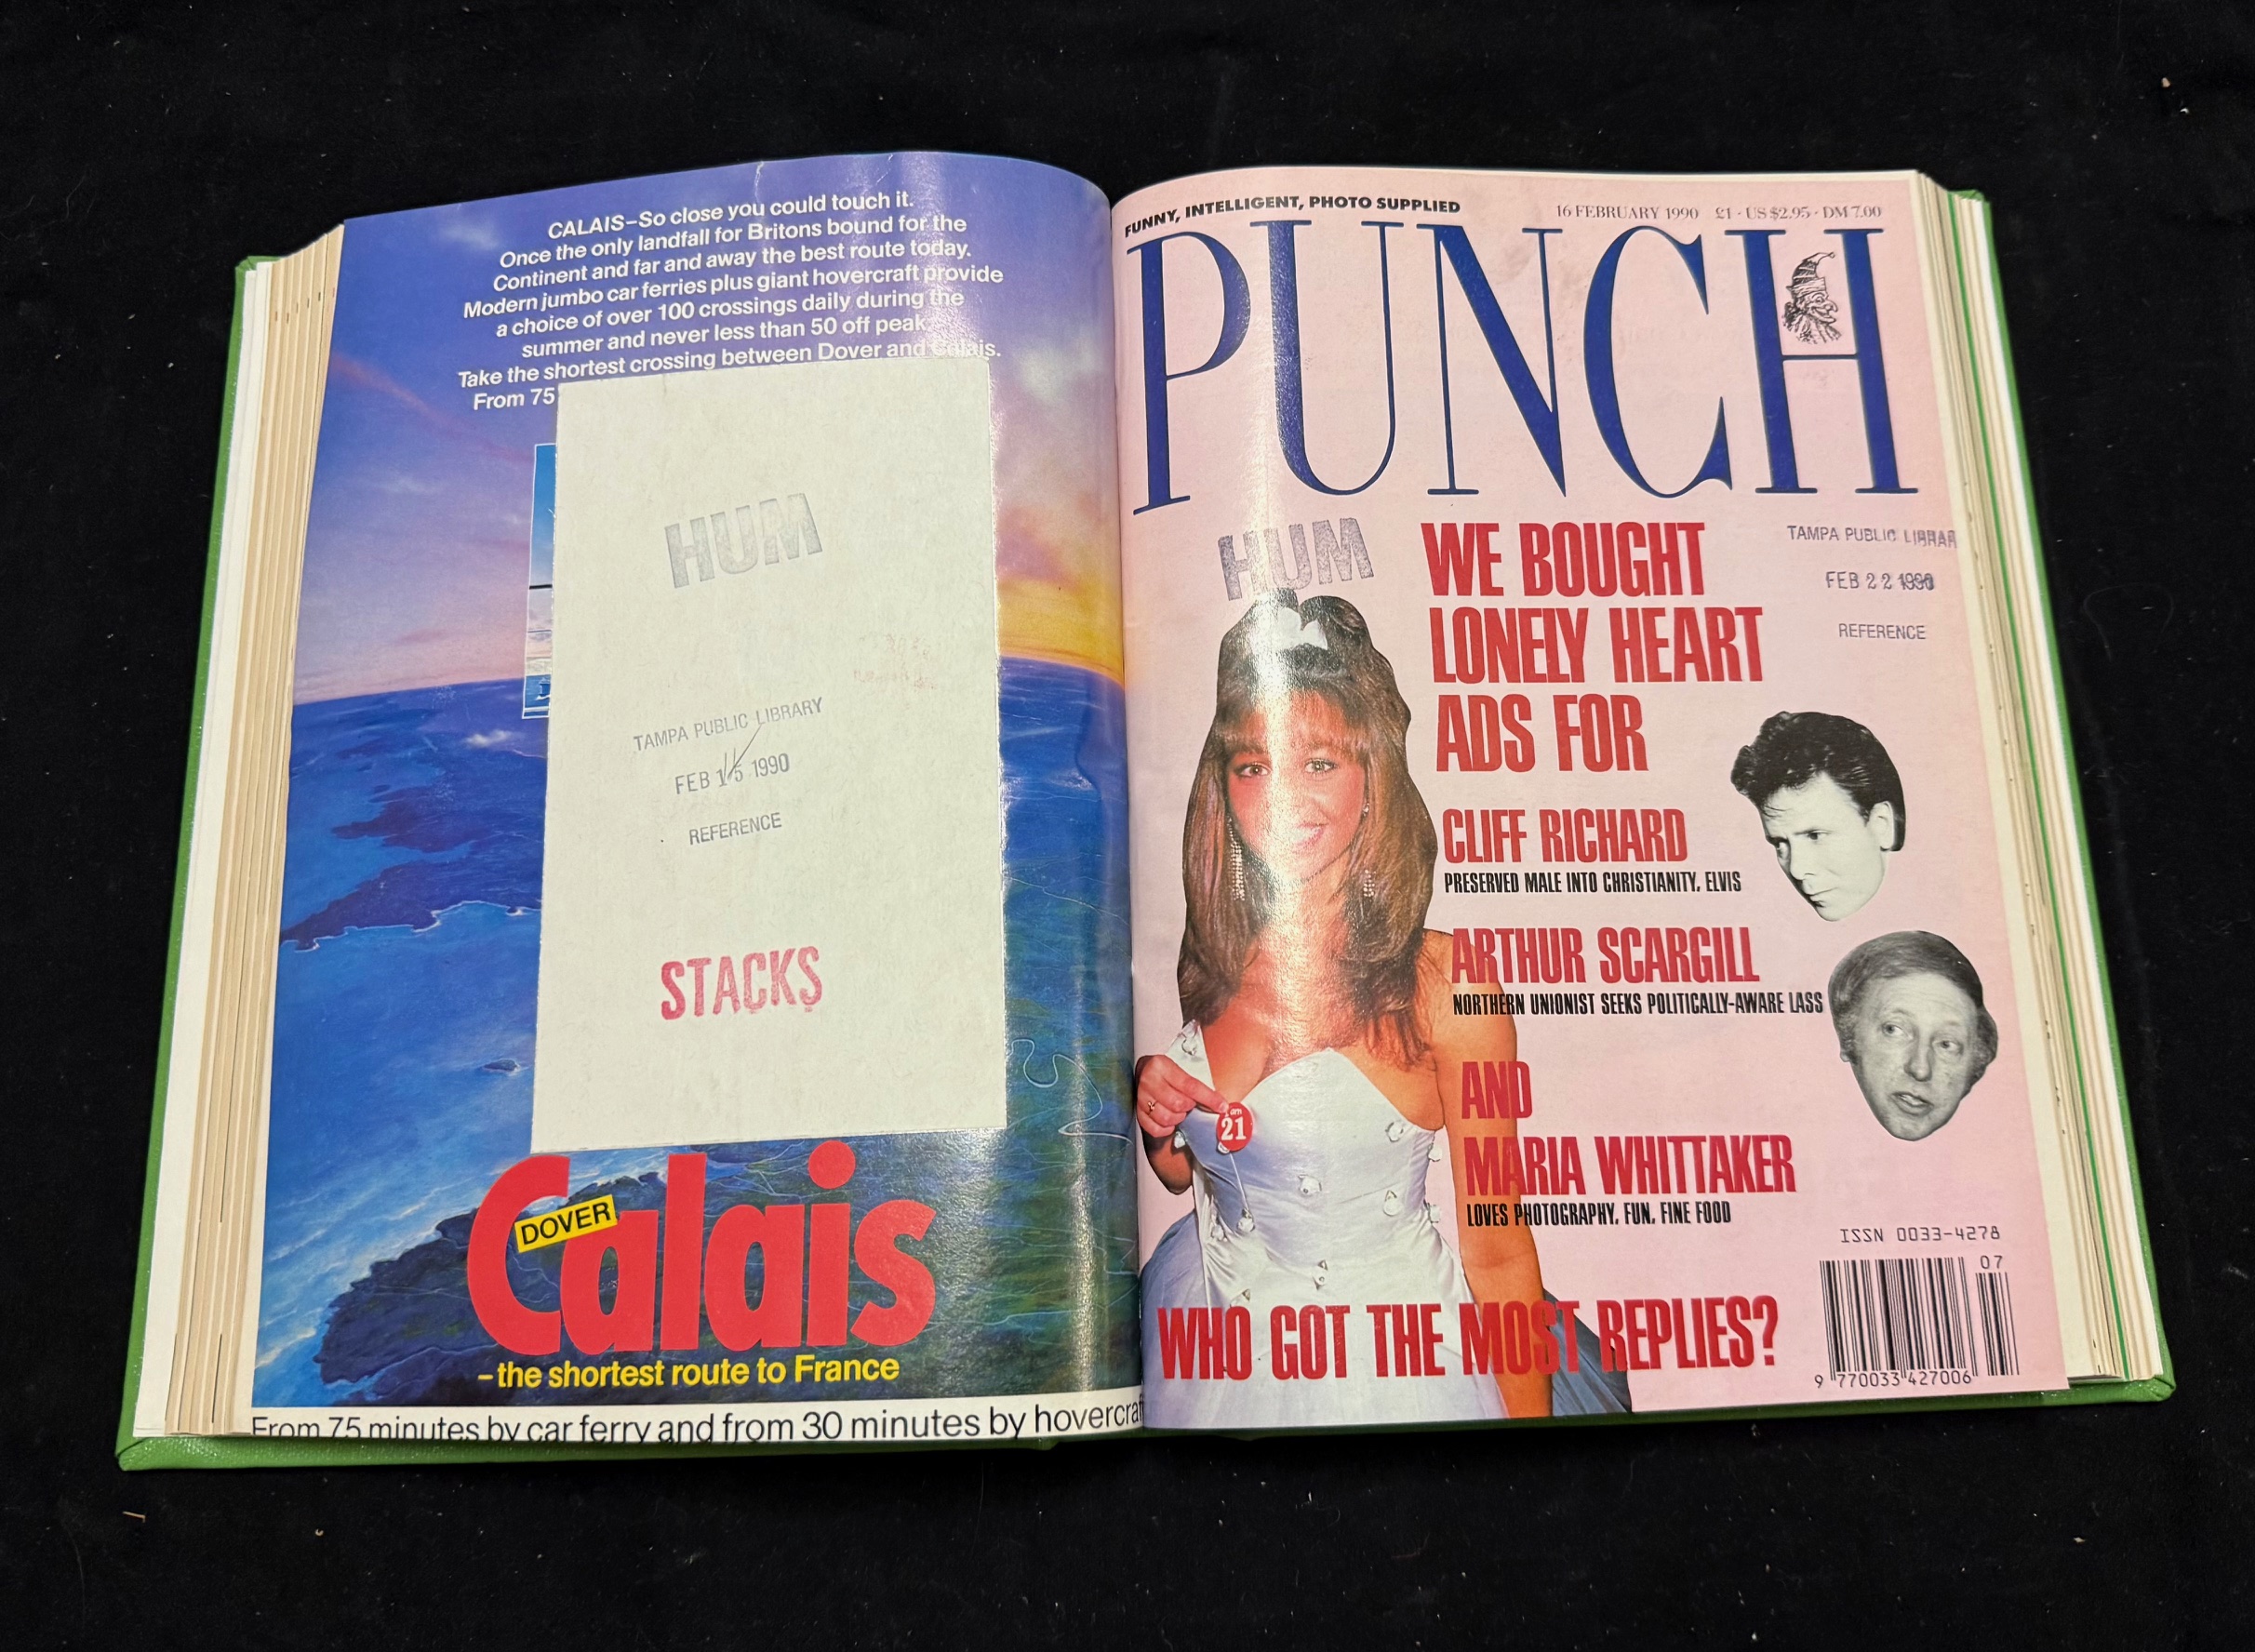 CALAIS–So close you could touch it.
Once the only landfall for Britons bound for the
Continent and far and away the best route today.
Modern jumbo car ferries plus giant hovercraft provide
a choice of over 100 crossings daily during the
summer and never less than 50 off peak
Take the shortest crossing between Dover and Calais.
From 75
HUM
TAMPA PUBLIC LIBRARY
FEB 15 1990
REFERENCE
STACKS
DOVER
Calais
–the shortest route to France
From 75 minutes by car ferry and from 30 minutes by
FUNNY, INTELLIGENT, PHOTO SUPPLIED
16 FEBRUARY 1990 £1 · US $2.95 · DM 7.00
PUNCH
HUM
TAMPA PUBLIC LIBRAR
FEB 22 1990
REFERENCE
WE BOUGHT
LONELY HEART
ADS FOR
CLIFF RICHARD
PRESERVED MALE INTO CHRISTIANITY, ELVIS
ARTHUR SCARGILL
NORTHERN UNIONIST SEEKS POLITICALLY-AWARE LASS
21
AND
MARIA WHITTAKER
LOVES PHOTOGRAPHY, FUN, FINE FOOD
WHO GOT THE MOST REPLIES?
ISSN 0033-4278
07
9 770033 427006